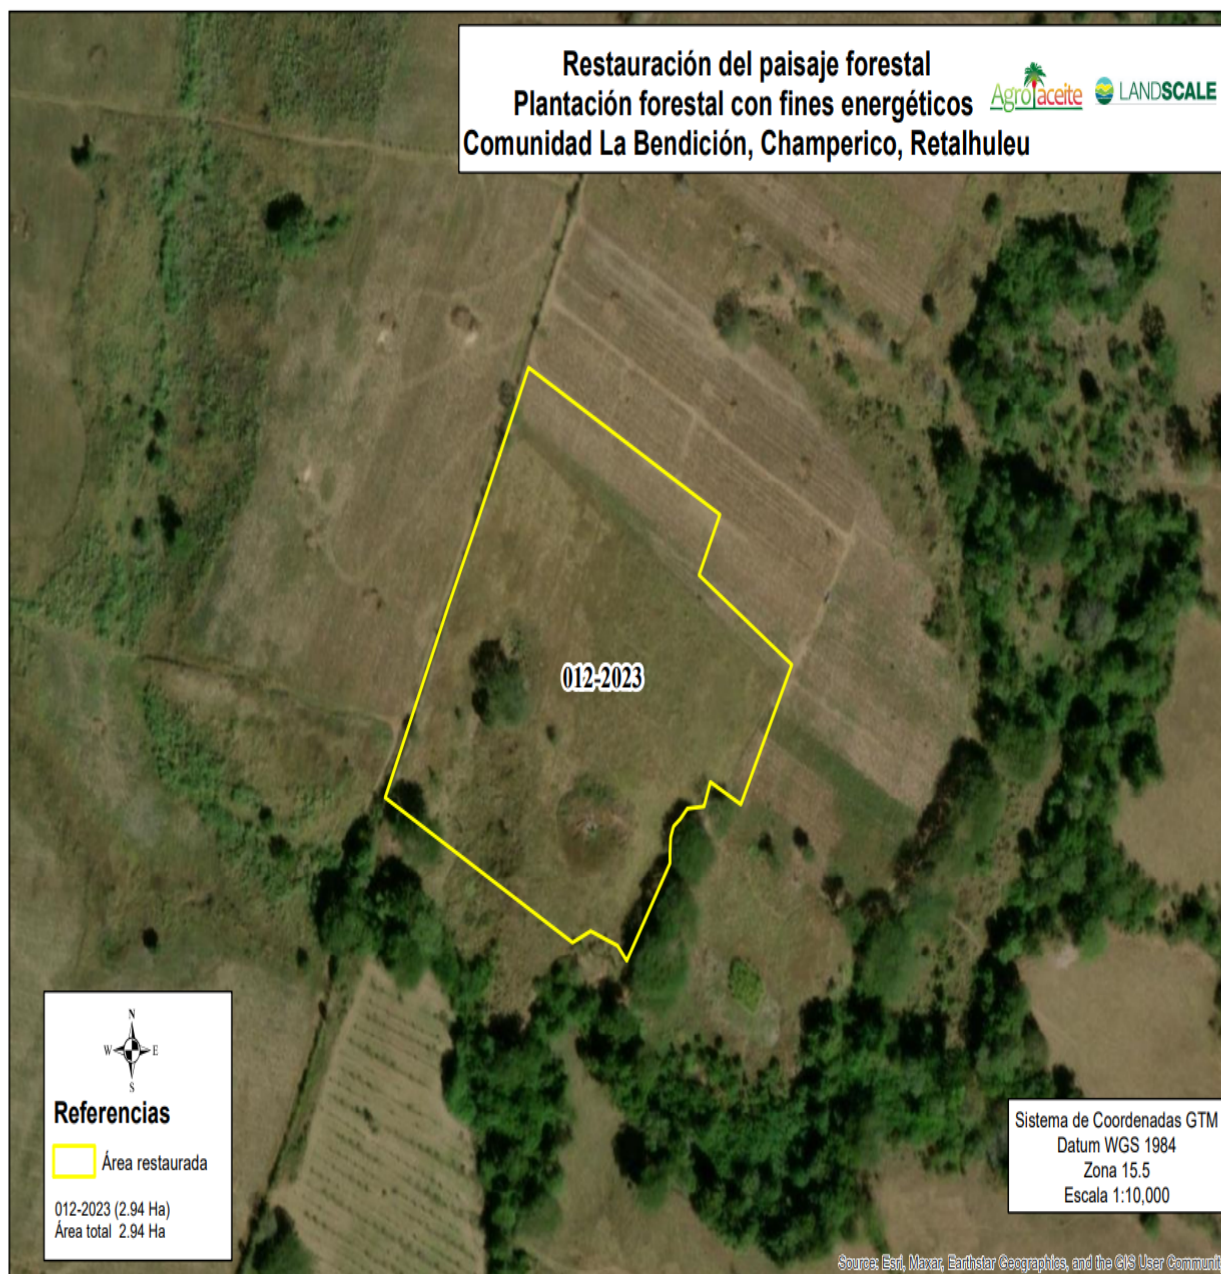 Restauración del paisaje forestal
Plantación forestal con fines energéticos
Comunidad La Bendición, Champerico, Retalhuleu
Agroaceite
LANDSCALE
012-2023
N
W E
S
Referencias
Área restaurada
012-2023 (2.94 Ha)
Área total 2.94 Ha
Sistema de Coordenadas GTM
Datum WGS 1984
Zona 15.5
Escala 1:10,000
Source: Esri, Maxar, Earthstar Geographics, and the GIS User Communit